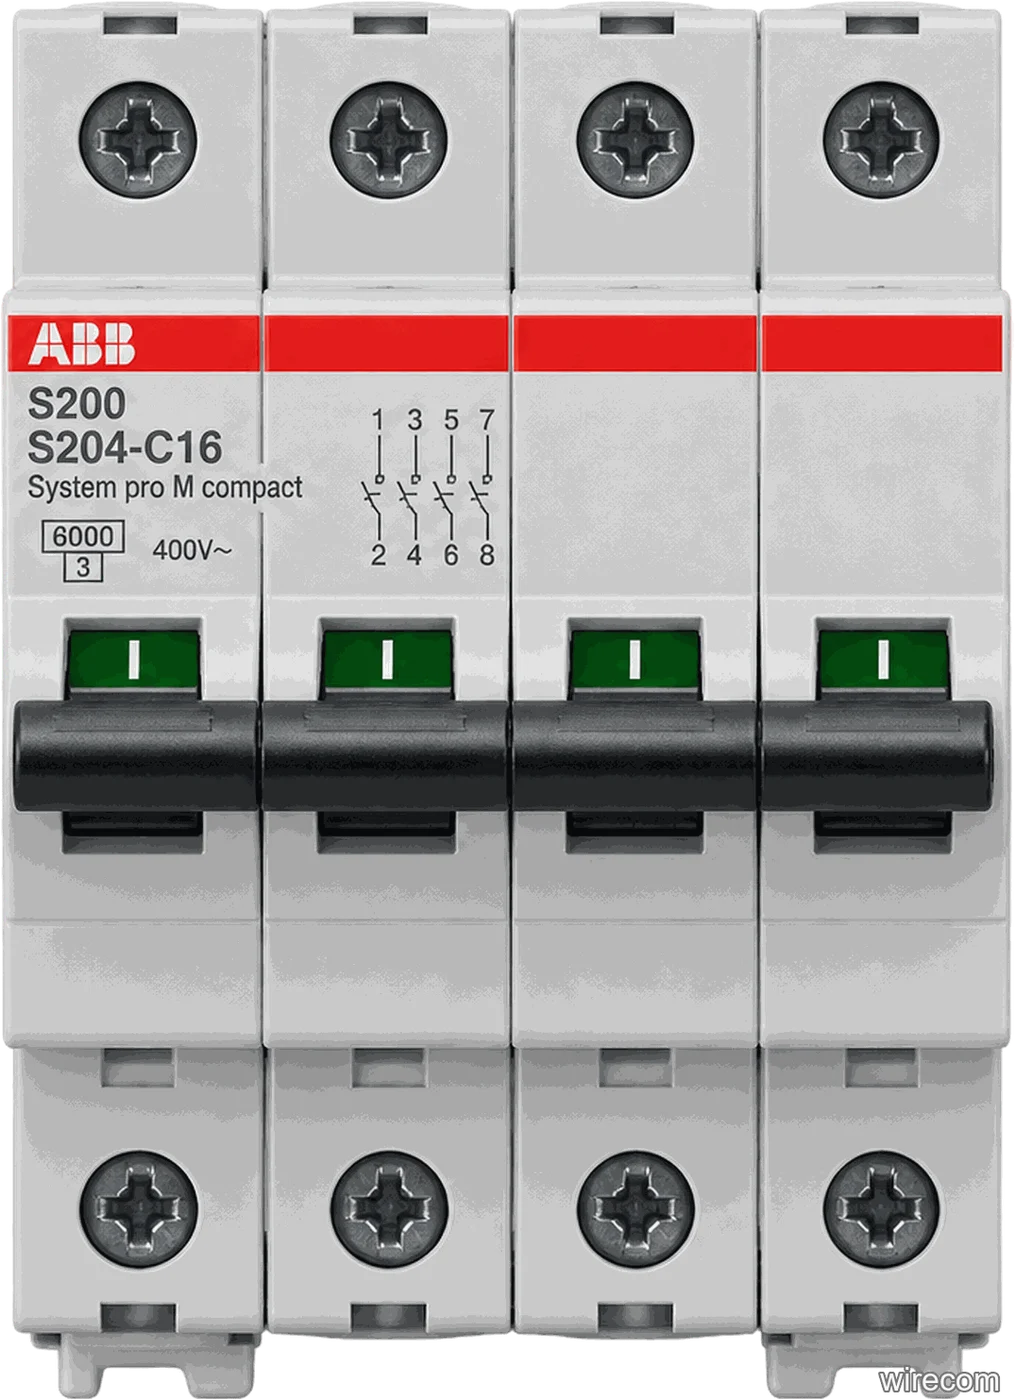 ABB
S200
S204-C16
System pro M compact
6000
3
400V~
1 3 5 7
2 4 6 8
I I I I
wirecom